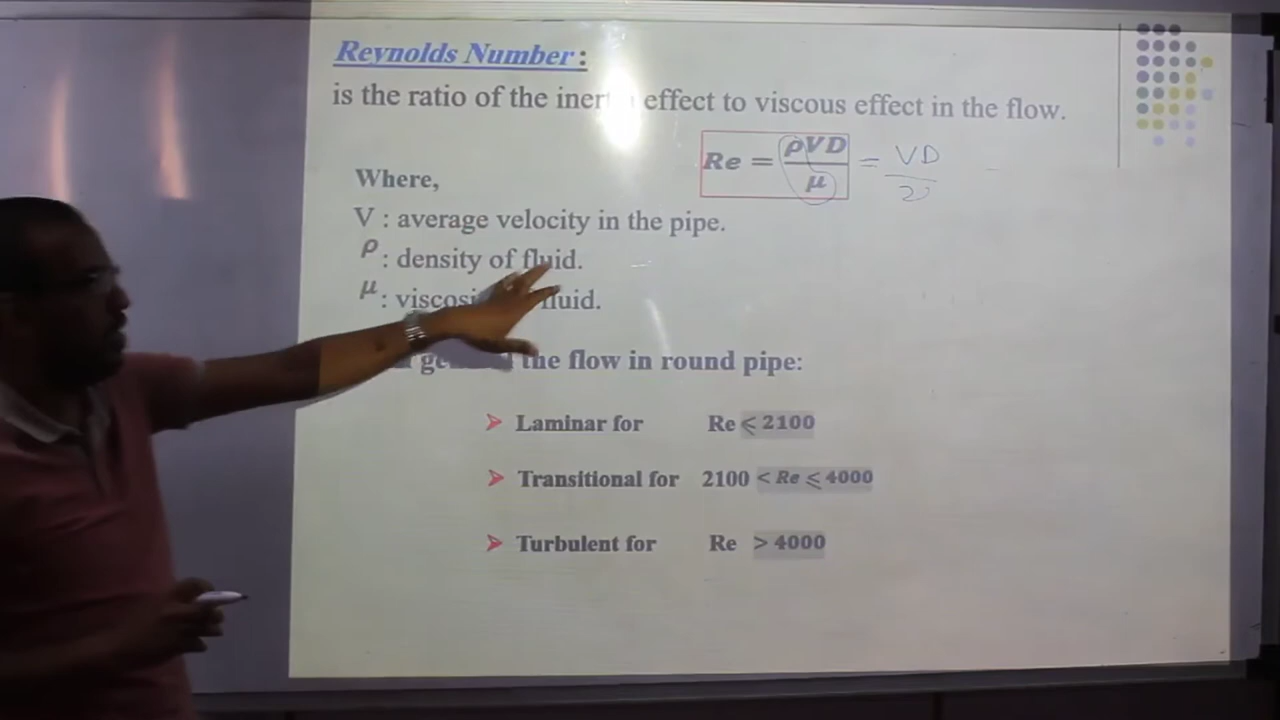 Reynolds Number :
is the ratio of the effect to viscous effect in the flow.
Re = ρVD/μ = VD/ν
Where,
V : average velocity in the pipe.
ρ : density of fluid.
μ : fluid.
the flow in round pipe:
➤ Laminar for Re ⩽ 2100
➤ Transitional for 2100 < Re ⩽ 4000
➤ Turbulent for Re > 4000